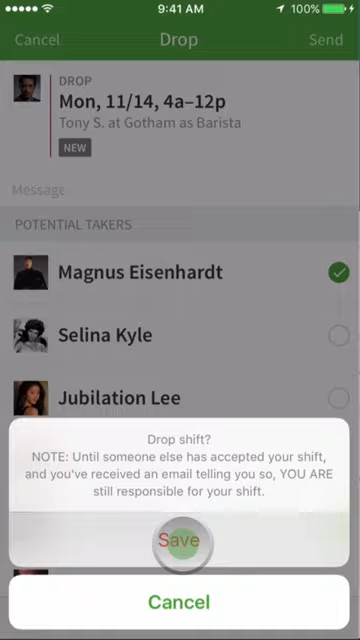 9:41 AM
100%
Cancel
Drop
Send
DROP
Mon, 11/14, 4a–12p
Tony S. at Gotham as Barista
NEW
Message
POTENTIAL TAKERS
Magnus Eisenhardt
Selina Kyle
Jubilation Lee
Drop shift?
NOTE: Until someone else has accepted your shift,
and you've received an email telling you so, YOU ARE
still responsible for your shift.
Save
Cancel